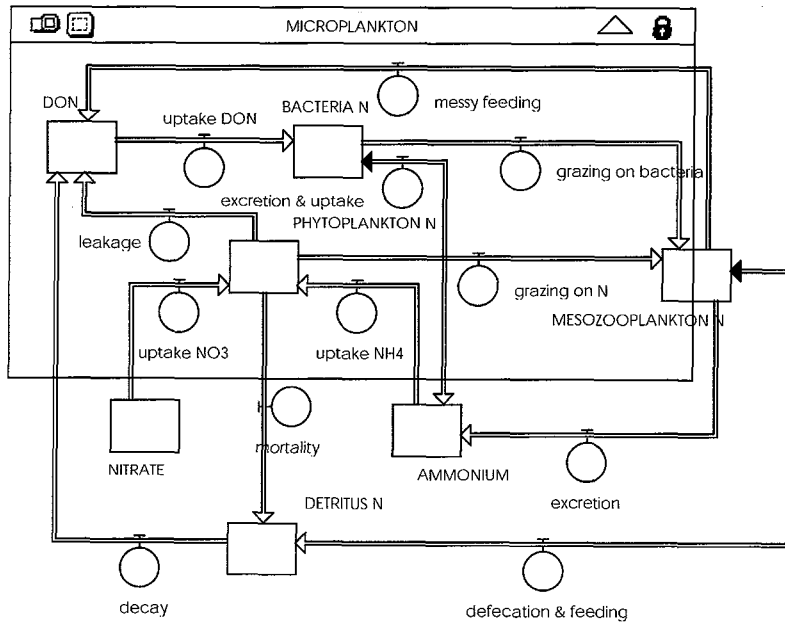 MICROPLANKTON
messy feeding
DON
uptake DON
BACTERIA N
grazing on bacteria
excretion & uptake
PHYTOPLANKTON N
leakage
grazing on N
MESOZOOPLANKTON N
uptake NO3
uptake NH4
mortality
NITRATE
AMMONIUM
excretion
DETRITUS N
decay
defecation & feeding